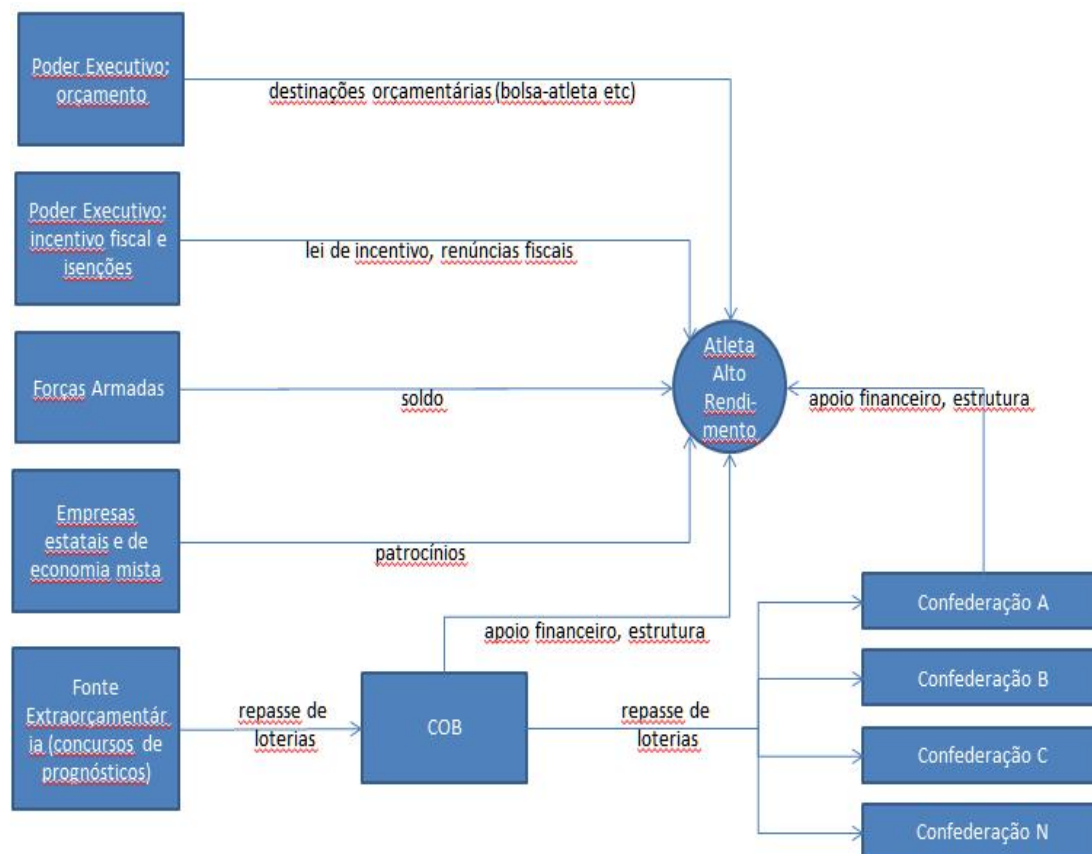 Poder Executivo:
orçamento
destinações orçamentárias (bolsa-atleta etc)
Poder Executivo:
incentivo fiscal e
isenções
lei de incentivo, renúncias fiscais
Forças Armadas
soldo
Atleta
Alto
Rendi-
mento
apoio financeiro, estrutura
Empresas
estatais e de
economia mista
patrocínios
apoio financeiro, estrutura
Fonte
Extraorçamentár
ia (concursos de
prognósticos)
repasse de
loterias
COB
repasse de
loterias
Confederação A
Confederação B
Confederação C
Confederação N